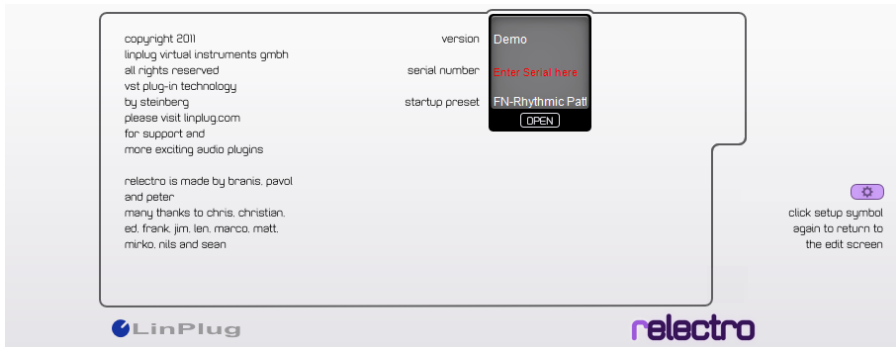 copyright 2011
linplug virtual instruments gmbh
all rights reserved
vst plug-in technology
by steinberg
please visit linplug.com
for support and
more exciting audio plugins
relectro is made by branis, pavol
and peter
many thanks to chris, christian,
ed, frank, jim, len, marco, matt,
mirko, nils and sean
version Demo
serial number Enter Serial here
startup preset FN-Rhythmic Patt
OPEN
click setup symbol
again to return to
the edit screen
LinPlug
relectro